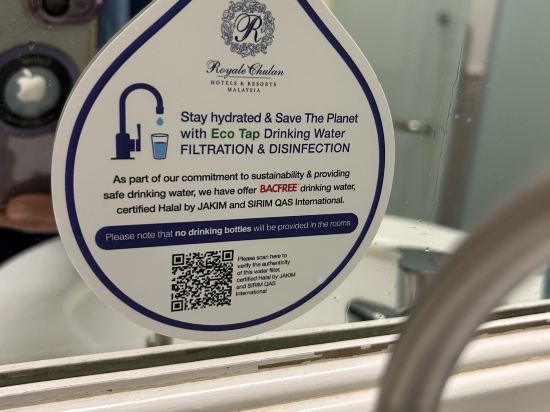 R
Royale Chulan
HOTELS & RESORTS
MALAYSIA
Stay hydrated & Save The Planet
with Eco Tap Drinking Water
FILTRATION & DISINFECTION
As part of our commitment to sustainability & providing
safe drinking water, we have offer BACFREE drinking water,
certified Halal by JAKIM and SIRIM QAS International.
Please note that no drinking bottles will be provided in the rooms
Please scan here to
verify the authenticity
of this water filter,
certified Halal by JAKIM
and SIRIM QAS
International